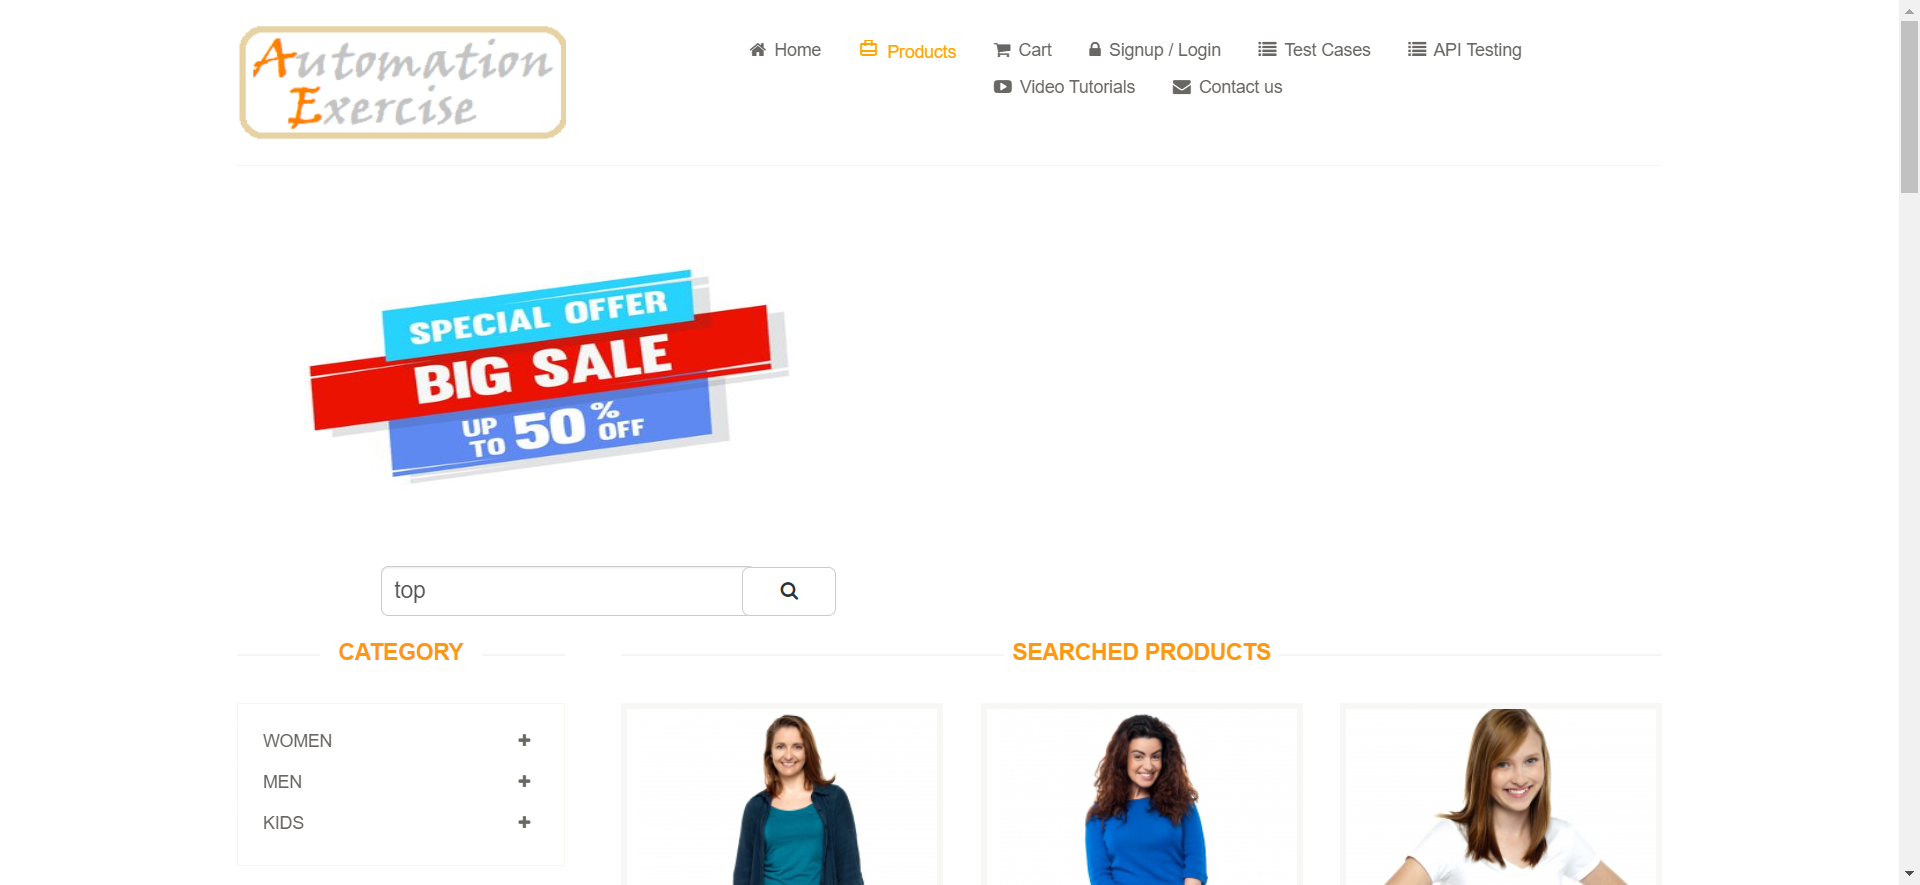 Automation
Exercise
Home
Products
Cart
Signup / Login
Test Cases
API Testing
Video Tutorials
Contact us
SPECIAL OFFER
BIG SALE
UP TO 50% OFF
top
CATEGORY
SEARCHED PRODUCTS
WOMEN
MEN
KIDS